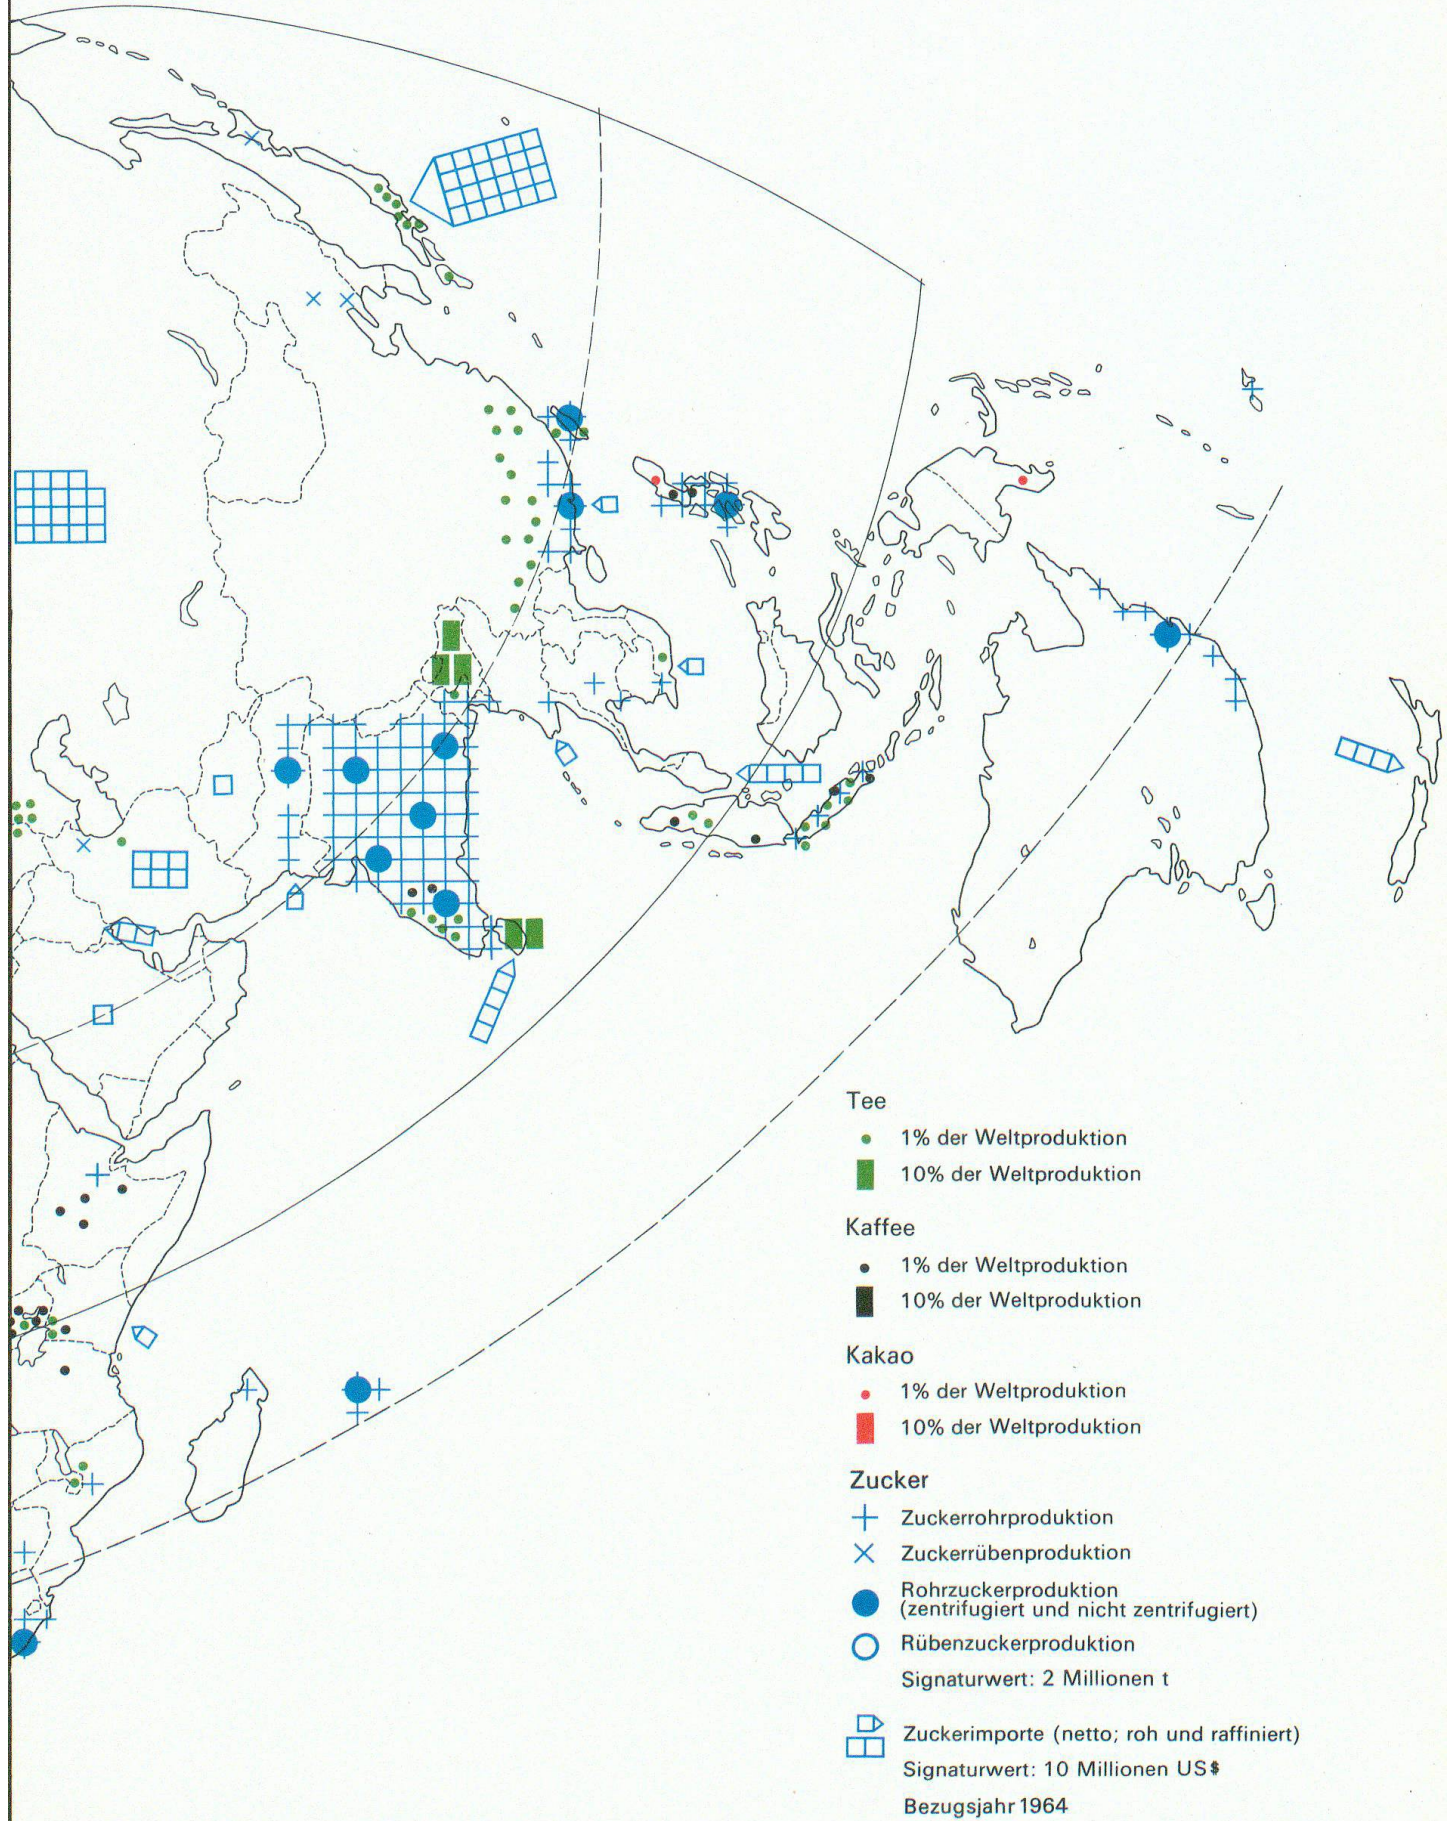 Tee
1% der Weltproduktion
10% der Weltproduktion
Kaffee
1% der Weltproduktion
10% der Weltproduktion
Kakao
1% der Weltproduktion
10% der Weltproduktion
Zucker
Zuckerrohrproduktion
Zuckerrübenproduktion
Rohrzuckerproduktion
(zentrifugiert und nicht zentrifugiert)
Rübenzuckerproduktion
Signaturwert: 2 Millionen t
Zuckerimporte (netto; roh und raffiniert)
Signaturwert: 10 Millionen US$
Bezugsjahr 1964